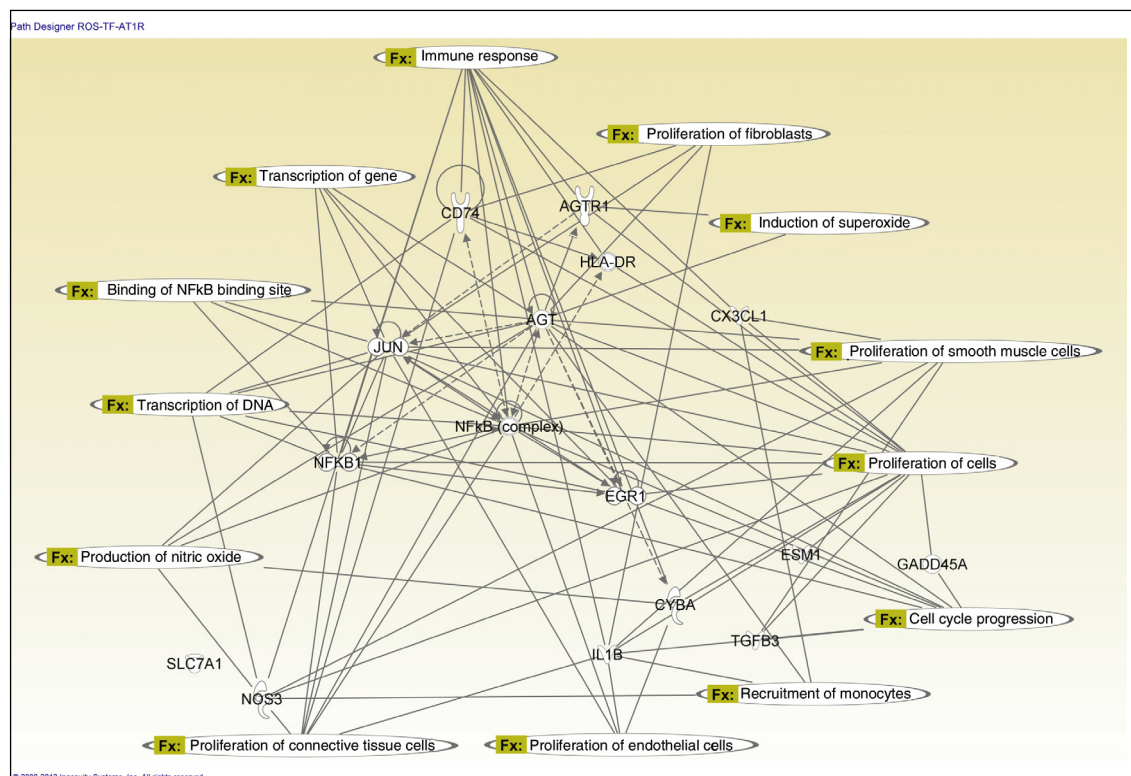 Path Designer ROS-TF-AT1R
Fx: Immune response
Fx: Proliferation of fibroblasts
Fx: Transcription of gene
CD74
AGTR1
Fx: Induction of superoxide
HLA-DR
Fx: Binding of NFkB binding site
AGT
CX3CL1
JUN
Fx: Proliferation of smooth muscle cells
Fx: Transcription of DNA
NFkB (complex)
NFKB1
Fx: Proliferation of cells
EGR1
Fx: Production of nitric oxide
ESM1
GADD45A
CYBA
Fx: Cell cycle progression
TGFB3
IL1B
SLC7A1
NOS3
Fx: Recruitment of monocytes
Fx: Proliferation of connective tissue cells
Fx: Proliferation of endothelial cells